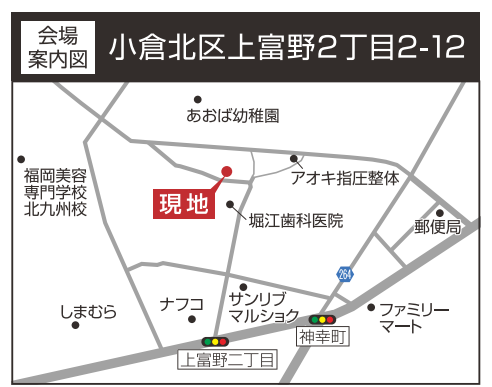 会場
案内図
小倉北区上富野2丁目2-12
あおば幼稚園
福岡美容
専門学校
北九州校
アオキ指圧整体
現地
堀江歯科医院
郵便局
264
しまむら
ナフコ
サンリブ
マルショク
ファミリー
マート
神幸町
上富野二丁目